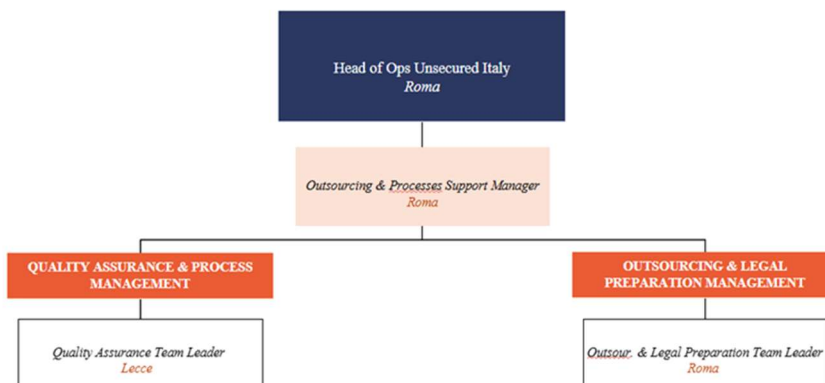 Head of Ops Unsecured Italy
Roma
Outsourcing & Processes Support Manager
Roma
QUALITY ASSURANCE & PROCESS
MANAGEMENT
OUTSOURCING & LEGAL
PREPARATION MANAGEMENT
Quality Assurance Team Leader
Lecce
Outsour. & Legal Preparation Team Leader
Roma